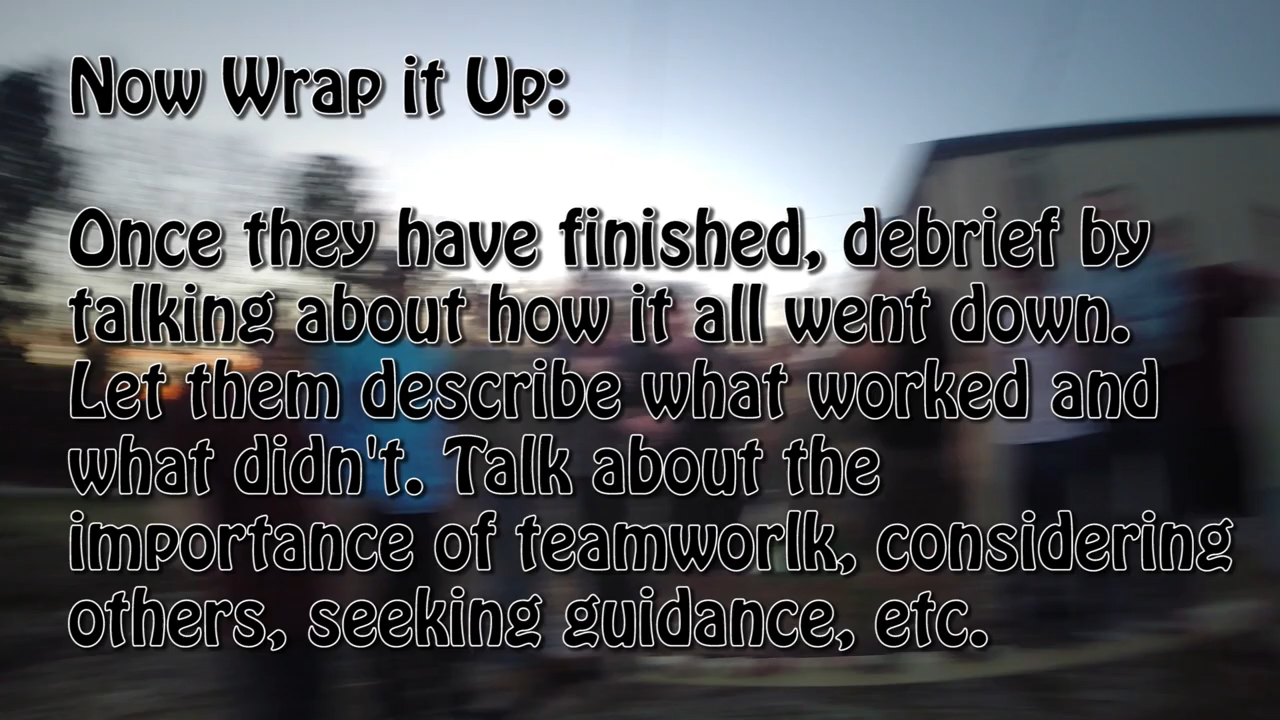 Now Wrap it Up:
Once they have finished, debrief by
talking about how it all went down.
Let them describe what worked and
what didn't. Talk about the
importance of teamworlk, considering
others, seeking guidance, etc.